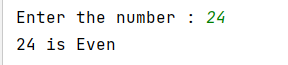 Enter the number : 24
24 is Even